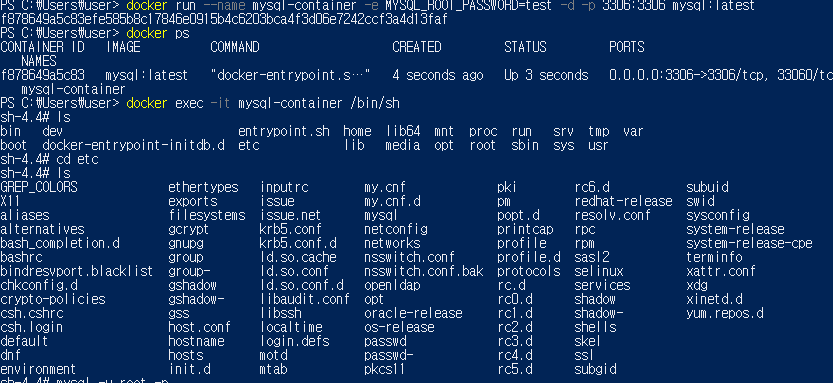 PS C:₩Users₩user> docker run --name mysql-container -e MYSQL_ROOT_PASSWORD=test -d -p 3306:3306 mysql:latest
f878649a5c83efe585b8c17846e0915b4c6203bca4f3d06e7242ccf3a4d13faf
PS C:₩Users₩user> docker ps
CONTAINER ID   IMAGE          COMMAND                  CREATED         STATUS         PORTS
   NAMES
f878649a5c83   mysql:latest   "docker-entrypoint.s…"   4 seconds ago   Up 3 seconds   0.0.0.0:3306->3306/tcp, 33060/tc
   mysql-container
PS C:₩Users₩user> docker exec -it mysql-container /bin/sh
sh-4.4# ls
bin   dev                         entrypoint.sh  home  lib64  mnt  proc  run   srv  tmp  var
boot  docker-entrypoint-initdb.d  etc            lib   media  opt  root  sbin  sys  usr
sh-4.4# cd etc
sh-4.4# ls
GREP_COLORS            ethertypes   inputrc        my.cnf             pki        rc6.d           subuid
X11                    exports      issue          my.cnf.d           pm         redhat-release  swid
aliases                filesystems  issue.net      mysql              popt.d     resolv.conf     sysconfig
alternatives           gcrypt       krb5.conf      netconfig          printcap   rpc             system-release
bash_completion.d      gnupg        krb5.conf.d    networks           profile    rpm             system-release-cpe
bashrc                 group        ld.so.cache    nsswitch.conf      profile.d  sasl2           terminfo
bindresvport.blacklist group-       ld.so.conf     nsswitch.conf.bak  protocols  selinux         xattr.conf
chkconfig.d            gshadow      ld.so.conf.d   openldap           rc.d       services        xdg
crypto-policies        gshadow-     libaudit.conf  opt                rc0.d      shadow          xinetd.d
csh.cshrc              gss          libssh         oracle-release     rc1.d      shadow-         yum.repos.d
csh.login              host.conf    localtime      os-release         rc2.d      shells
default                hostname     login.defs     passwd             rc3.d      skel
dnf                    hosts        motd           passwd-            rc4.d      ssl
environment            init.d       mtab           pkcs11             rc5.d      subgid
sh-4.4# mysql -u root -p